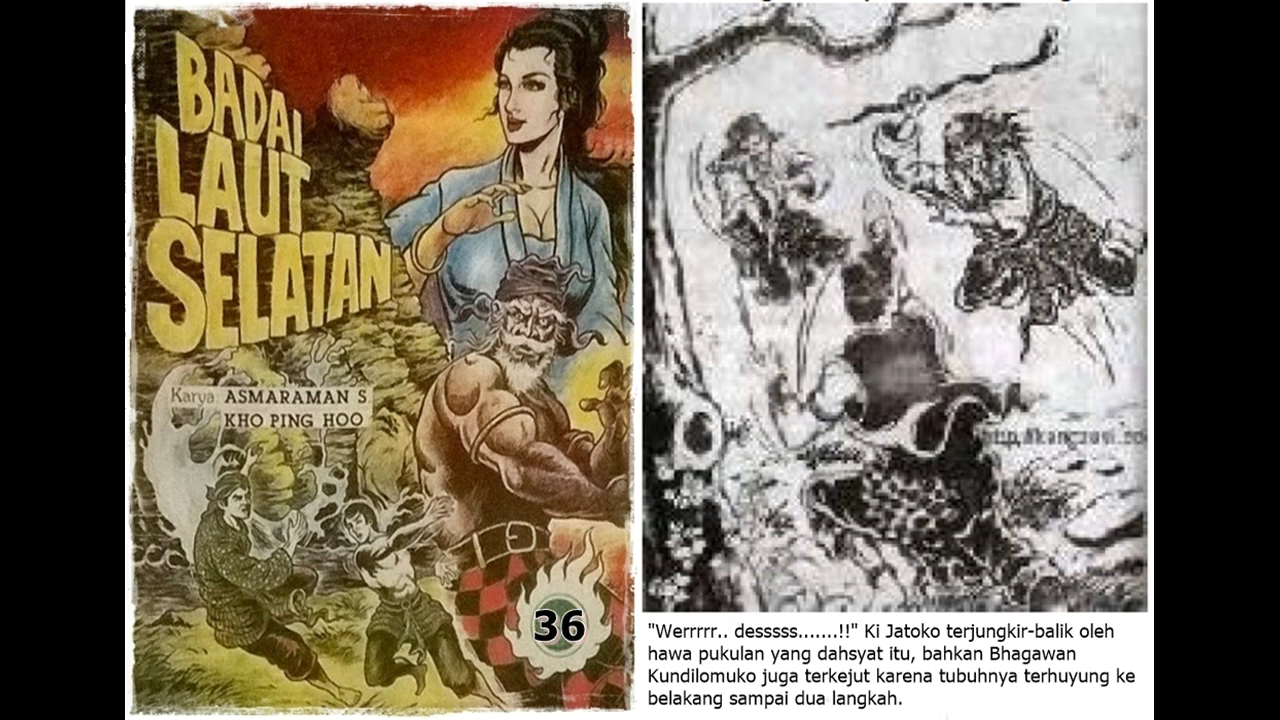 BADAI
LAUT
SELATAN
Karya: ASMARAMAN S
KHO PING HOO
36
"Werrrrr.. desssss.......!!" Ki Jatoko terjungkir-balik oleh
hawa pukulan yang dahsyat itu, bahkan Bhagawan
Kundilomuko juga terkejut karena tubuhnya terhuyung ke
belakang sampai dua langkah.